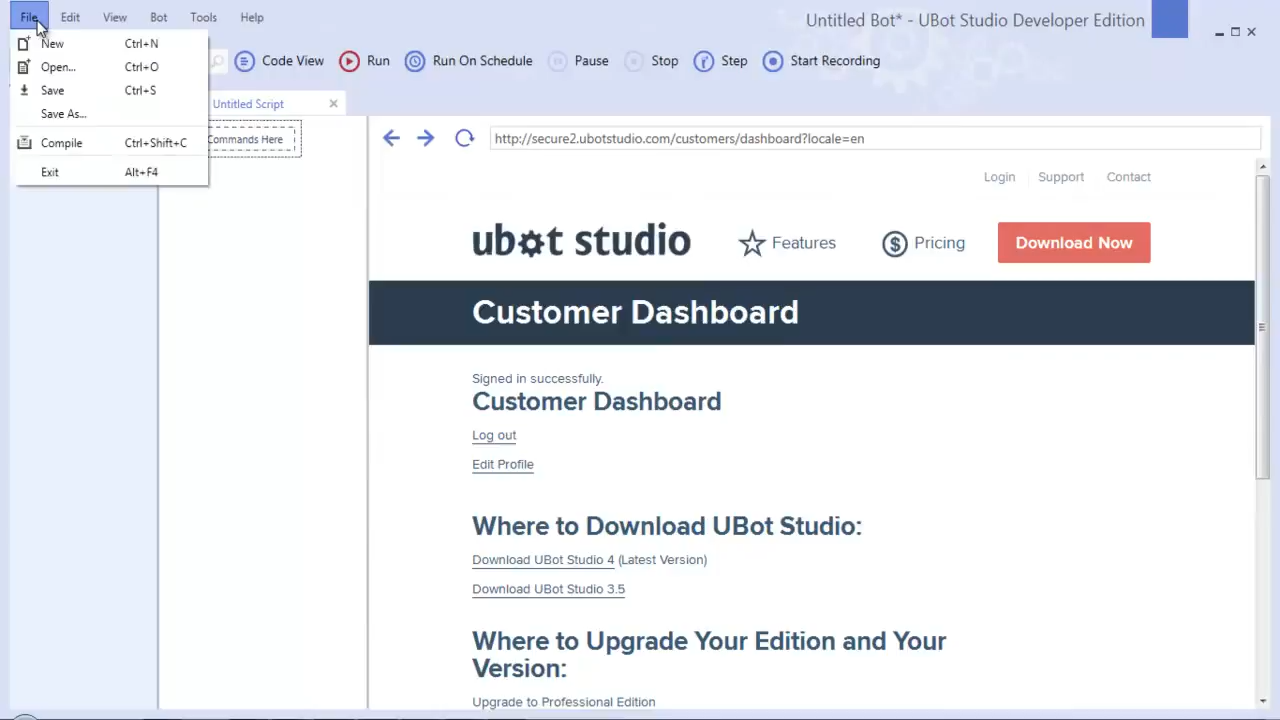 File Edit View Bot Tools Help
Untitled Bot* - UBot Studio Developer Edition
New Ctrl+N
Open... Ctrl+O
Save Ctrl+S
Save As...
Compile Ctrl+Shift+C
Exit Alt+F4
Code View Run Run On Schedule Pause Stop Step Start Recording
Untitled Script
Commands Here
http://secure2.ubotstudio.com/customers/dashboard?locale=en
Login Support Contact
ubot studio Features Pricing Download Now
Customer Dashboard
Signed in successfully.
Customer Dashboard
Log out
Edit Profile
Where to Download UBot Studio:
Download UBot Studio 4 (Latest Version)
Download UBot Studio 3.5
Where to Upgrade Your Edition and Your
Version:
Upgrade to Professional Edition